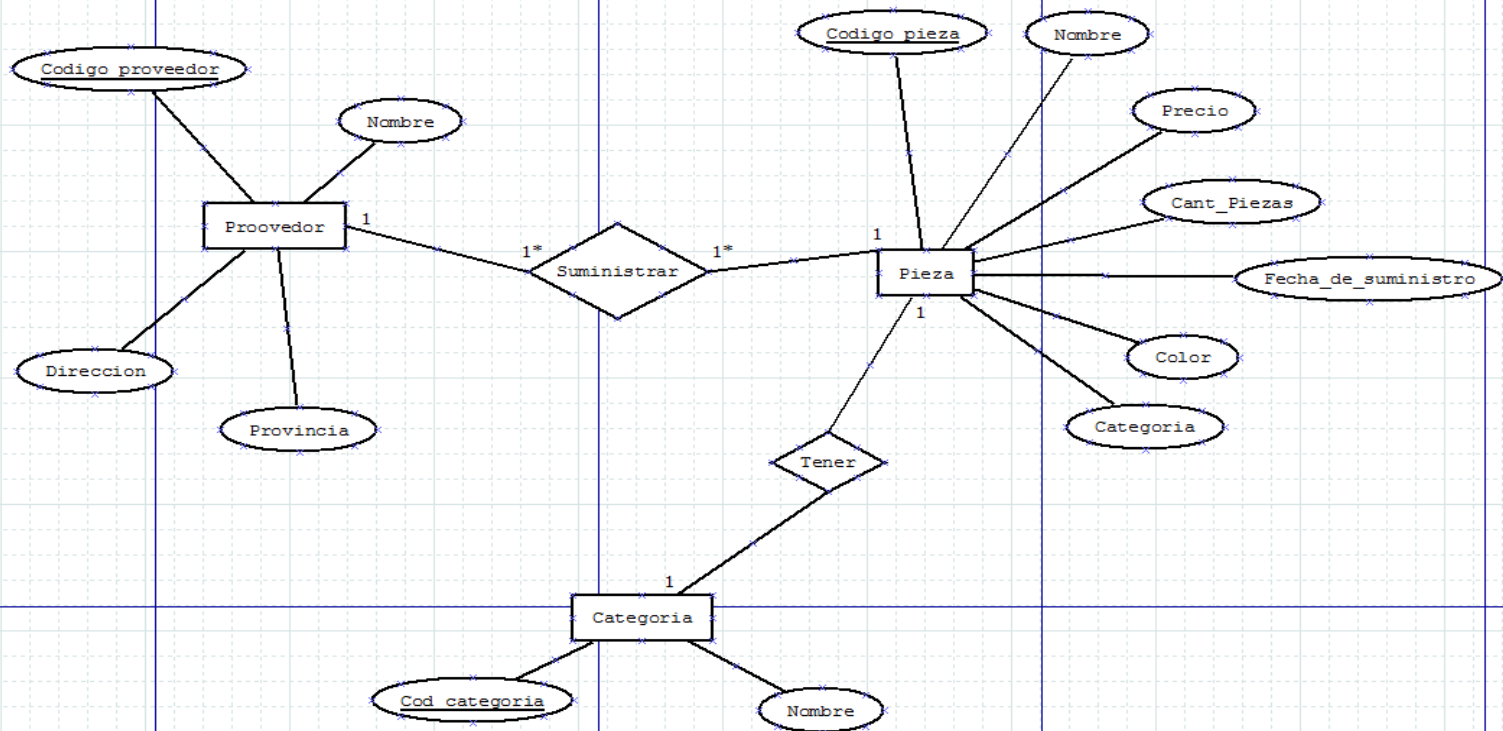 Codigo pieza
Nombre
Codigo proveedor
Nombre
Precio
Cant_Piezas
Proovedor
1
1*
Suministrar
1*
1
Pieza
Fecha_de_suministro
1
Direccion
Color
Provincia
Categoria
Tener
1
Categoria
Cod categoria
Nombre